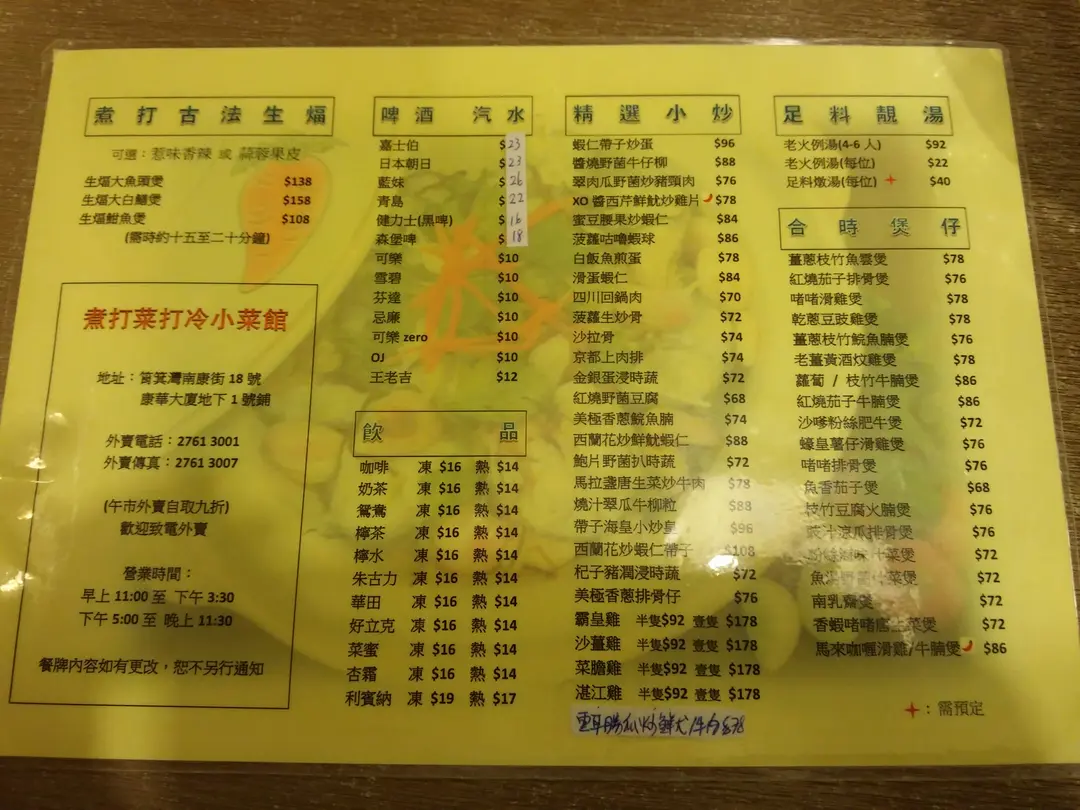 煮打古法生煏
可選：惹味香辣 或 蒜蓉果皮
生煏大魚頭煲 $138
生煏大白鱔煲 $158
生煏鮂魚煲 $108
(需時約十五至二十分鐘)
煮打菜打冷小菜館
地址：筲箕灣南康街 18 號
康華大廈地下 1 號鋪
外賣電話：2761 3001
外賣傳真：2761 3007
(午市外賣自取九折)
歡迎致電外賣
營業時間：
早上 11:00 至 下午 3:30
下午 5:00 至 晚上 11:30
餐牌內容如有更改，恕不另行通知
啤酒 汽水
嘉士伯 $23
日本朝日 $23
藍妹 $26
青島 $22
健力士(黑啤) $16
森堡啤 $18
可樂 $10
雪碧 $10
芬達 $10
忌廉 $10
可樂 zero $10
OJ $10
王老吉 $12
飲品
咖啡 凍 $16 熱 $14
奶茶 凍 $16 熱 $14
鴛鴦 凍 $16 熱 $14
檸茶 凍 $16 熱 $14
檸水 凍 $16 熱 $14
朱古力 凍 $16 熱 $14
華田 凍 $16 熱 $14
好立克 凍 $16 熱 $14
菜蜜 凍 $16 熱 $14
杏霜 凍 $16 熱 $14
利賓納 凍 $19 熱 $17
精選小炒
蝦仁帶子炒蛋 $96
醬燒野菌牛仔柳 $88
翠肉瓜野菌炒豬頸肉 $76
XO 醬西芹鮮魷炒雞片 $78
蜜豆腰果炒蝦仁 $84
菠蘿咕嚕蝦球 $86
白飯魚煎蛋 $78
滑蛋蝦仁 $84
四川回鍋肉 $70
菠蘿生炒骨 $72
沙拉骨 $74
京都上肉排 $74
金銀蛋浸時蔬 $72
紅燒野菌豆腐 $68
美極香蔥鯇魚腩 $74
西蘭花炒鮮魷蝦仁 $88
鮑片野菌扒時蔬 $72
馬拉盞唐生菜炒牛肉 $78
燒汁翠瓜牛柳粒 $88
帶子海皇小炒皇 $96
西蘭花炒蝦仁帶子 $108
杞子豬潤浸時蔬 $72
美極香蔥排骨仔 $76
霸皇雞 半隻$92 壹隻 $178
沙薑雞 半隻$92 壹隻 $178
菜膽雞 半隻$92 壹隻 $178
湛江雞 半隻$92 壹隻 $178
$78
足料靚湯
老火例湯(4-6 人) $92
老火例湯(每位) $22
足料燉湯(每位) $40
合時煲仔
薑蔥枝竹魚雲煲 $78
紅燒茄子排骨煲 $76
啫啫滑雞煲 $78
乾蔥豆豉雞煲 $78
薑蔥枝竹鯇魚腩煲 $76
老薑黃酒炆雞煲 $78
蘿蔔 / 枝竹牛腩煲 $86
紅燒茄子牛腩煲 $86
沙嗲粉絲肥牛煲 $72
蠔皇薯仔滑雞煲 $76
啫啫排骨煲 $76
魚香茄子煲 $68
枝竹豆腐火腩煲 $76
豉汁涼瓜排骨煲 $76
粉絲 菜煲 $72
魚湯 菜煲 $72
南乳齋煲 $72
香蝦啫啫唐生菜煲 $72
馬來咖喱滑雞/牛腩煲 $86
：需預定